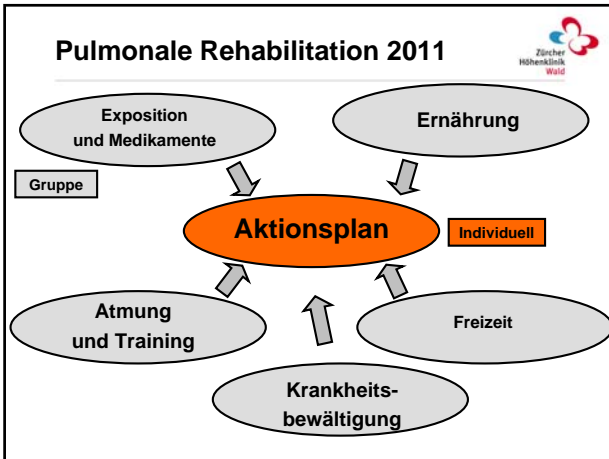 Pulmonale Rehabilitation 2011
Zürcher
Höhenklinik
Wald
Exposition
und Medikamente
Ernährung
Gruppe
Aktionsplan
Individuell
Atmung
und Training
Freizeit
Krankheits-
bewältigung